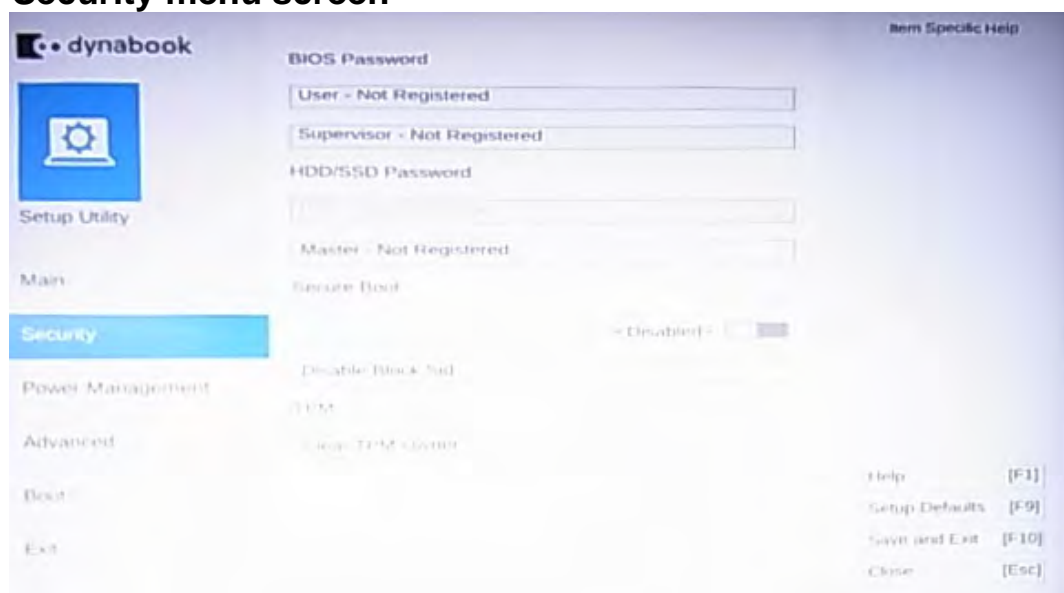 Security menu screen
dynabook
Item Specific Help
BIOS Password
User - Not Registered
Supervisor - Not Registered
HDD/SSD Password
Setup Utility
Master - Not Registered
Main
Secure Boot
Security
- Disabled -
Disable Block Sid
Power Management
TPM
Advanced
Clear TPM Owner
Help [F1]
Boot
Setup Defaults [F9]
Save and Exit [F10]
Exit
Close [Esc]